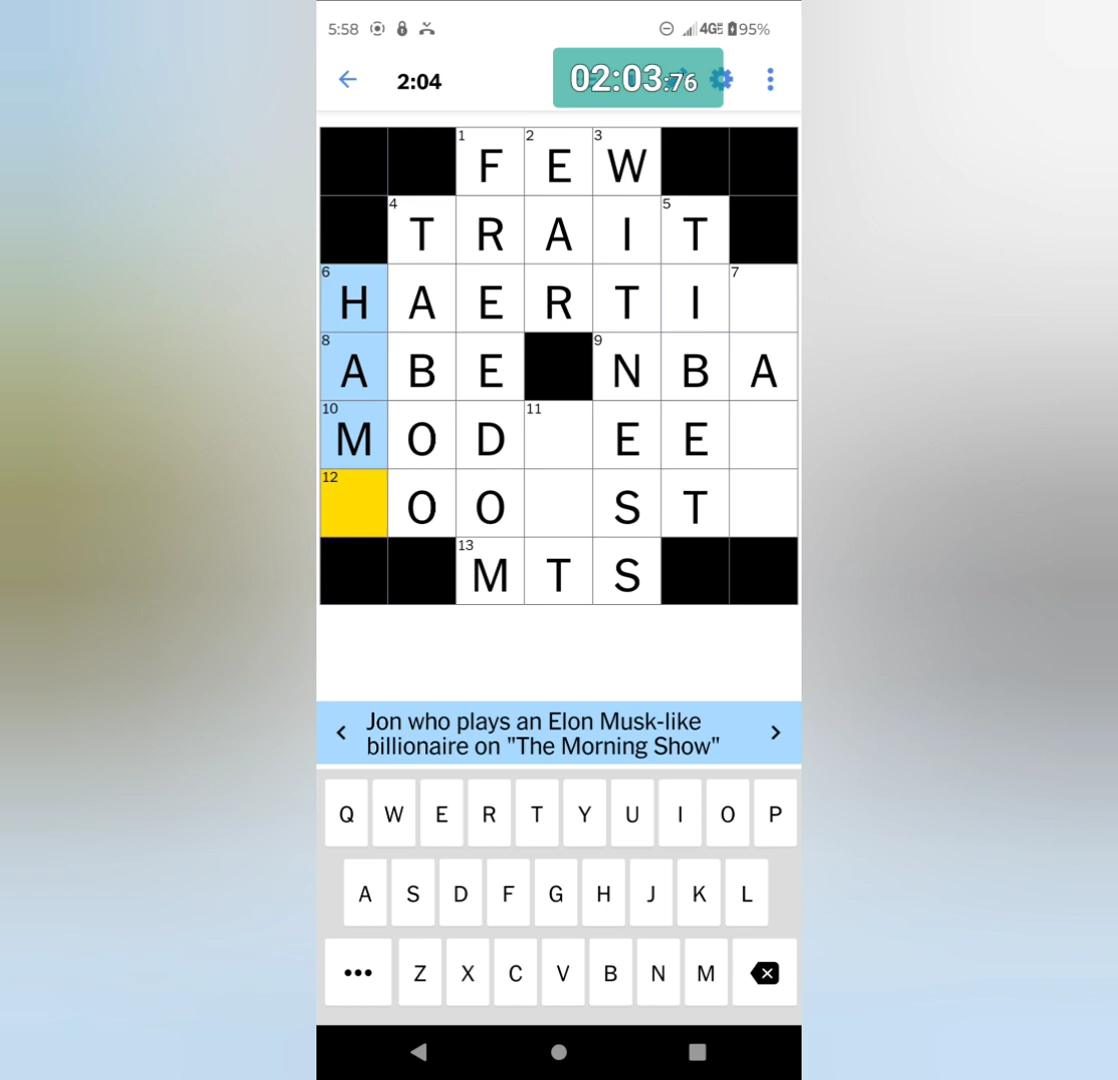 5:58 4GE 95%
2:04 02:03:76
1 F 2 E 3 W
4 T R A I 5 T
6 H A E R T I 7
8 A B E 9 N B A
10 M O D 11 E E
12 O O S T
13 M T S
Jon who plays an Elon Musk-like
billionaire on "The Morning Show"
Q W E R T Y U I O P
A S D F G H J K L
Z X C V B N M